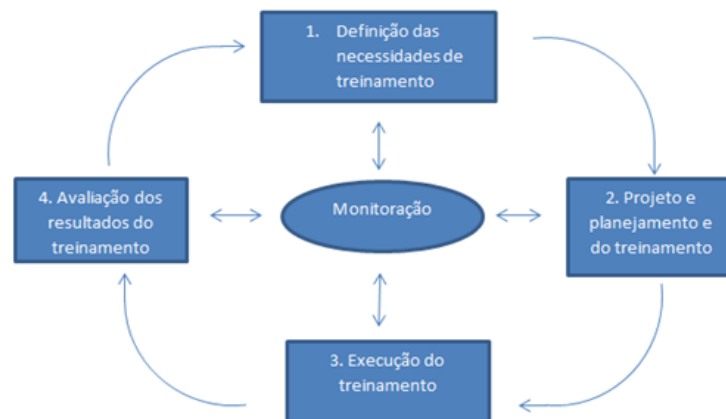 1. Definição das
necessidades de
treinamento
4. Avaliação dos
resultados do
treinamento
Monitoração
2. Projeto e
planejamento e
do treinamento
3. Execução do
treinamento